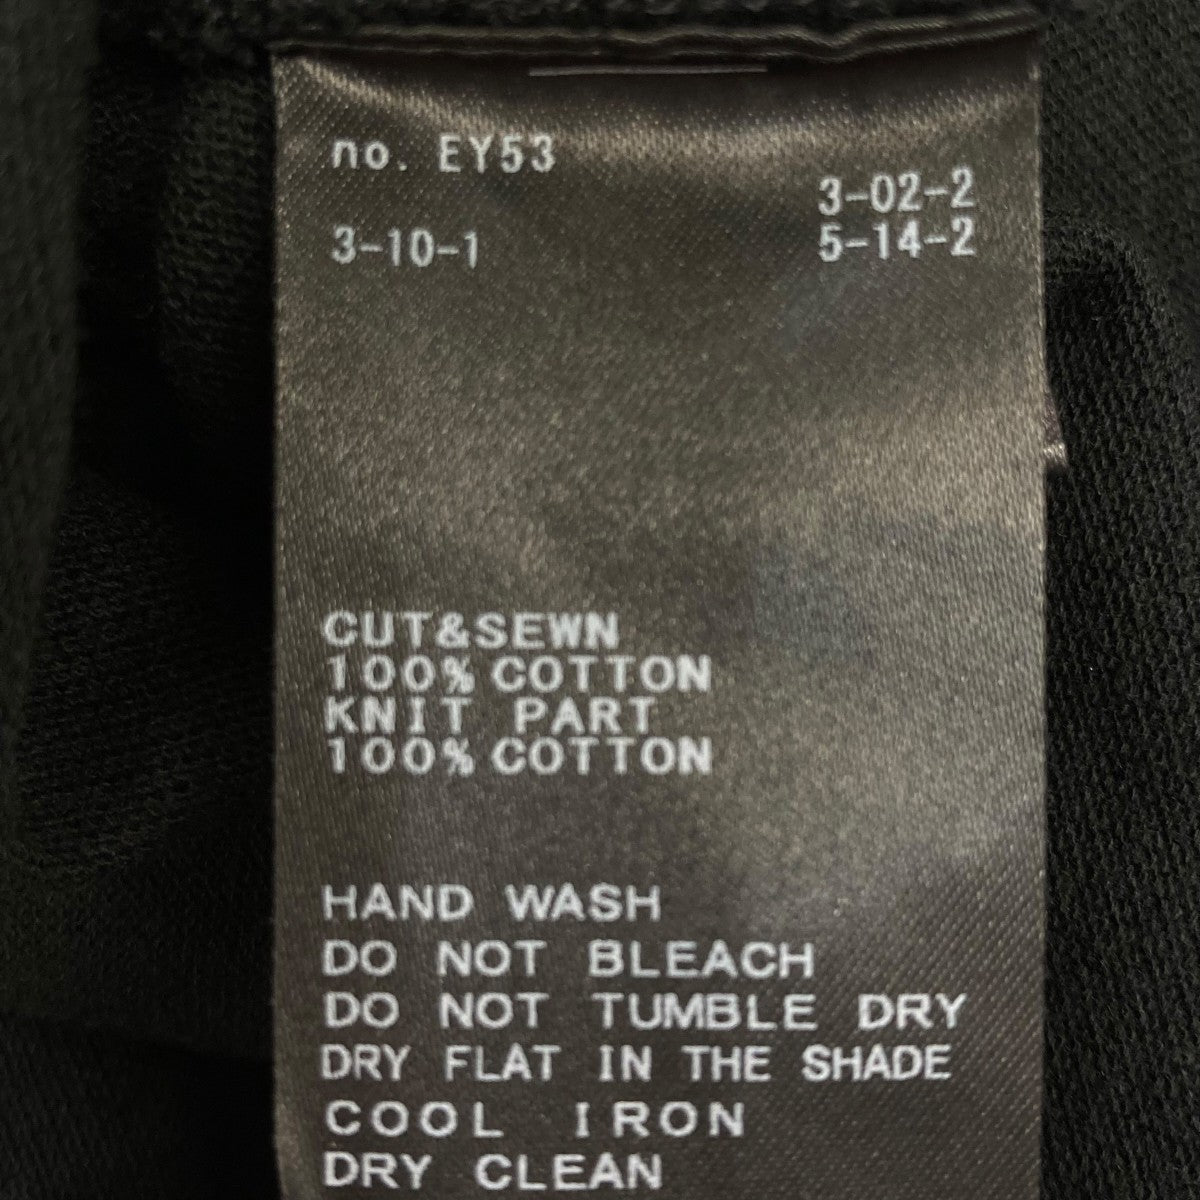 no. EY53
3-02-2
3-10-1
5-14-2
CUT&SEWN
100% COTTON
KNIT PART
100% COTTON
HAND WASH
DO NOT BLEACH
DO NOT TUMBLE DRY
DRY FLAT IN THE SHADE
COOL IRON
DRY CLEAN